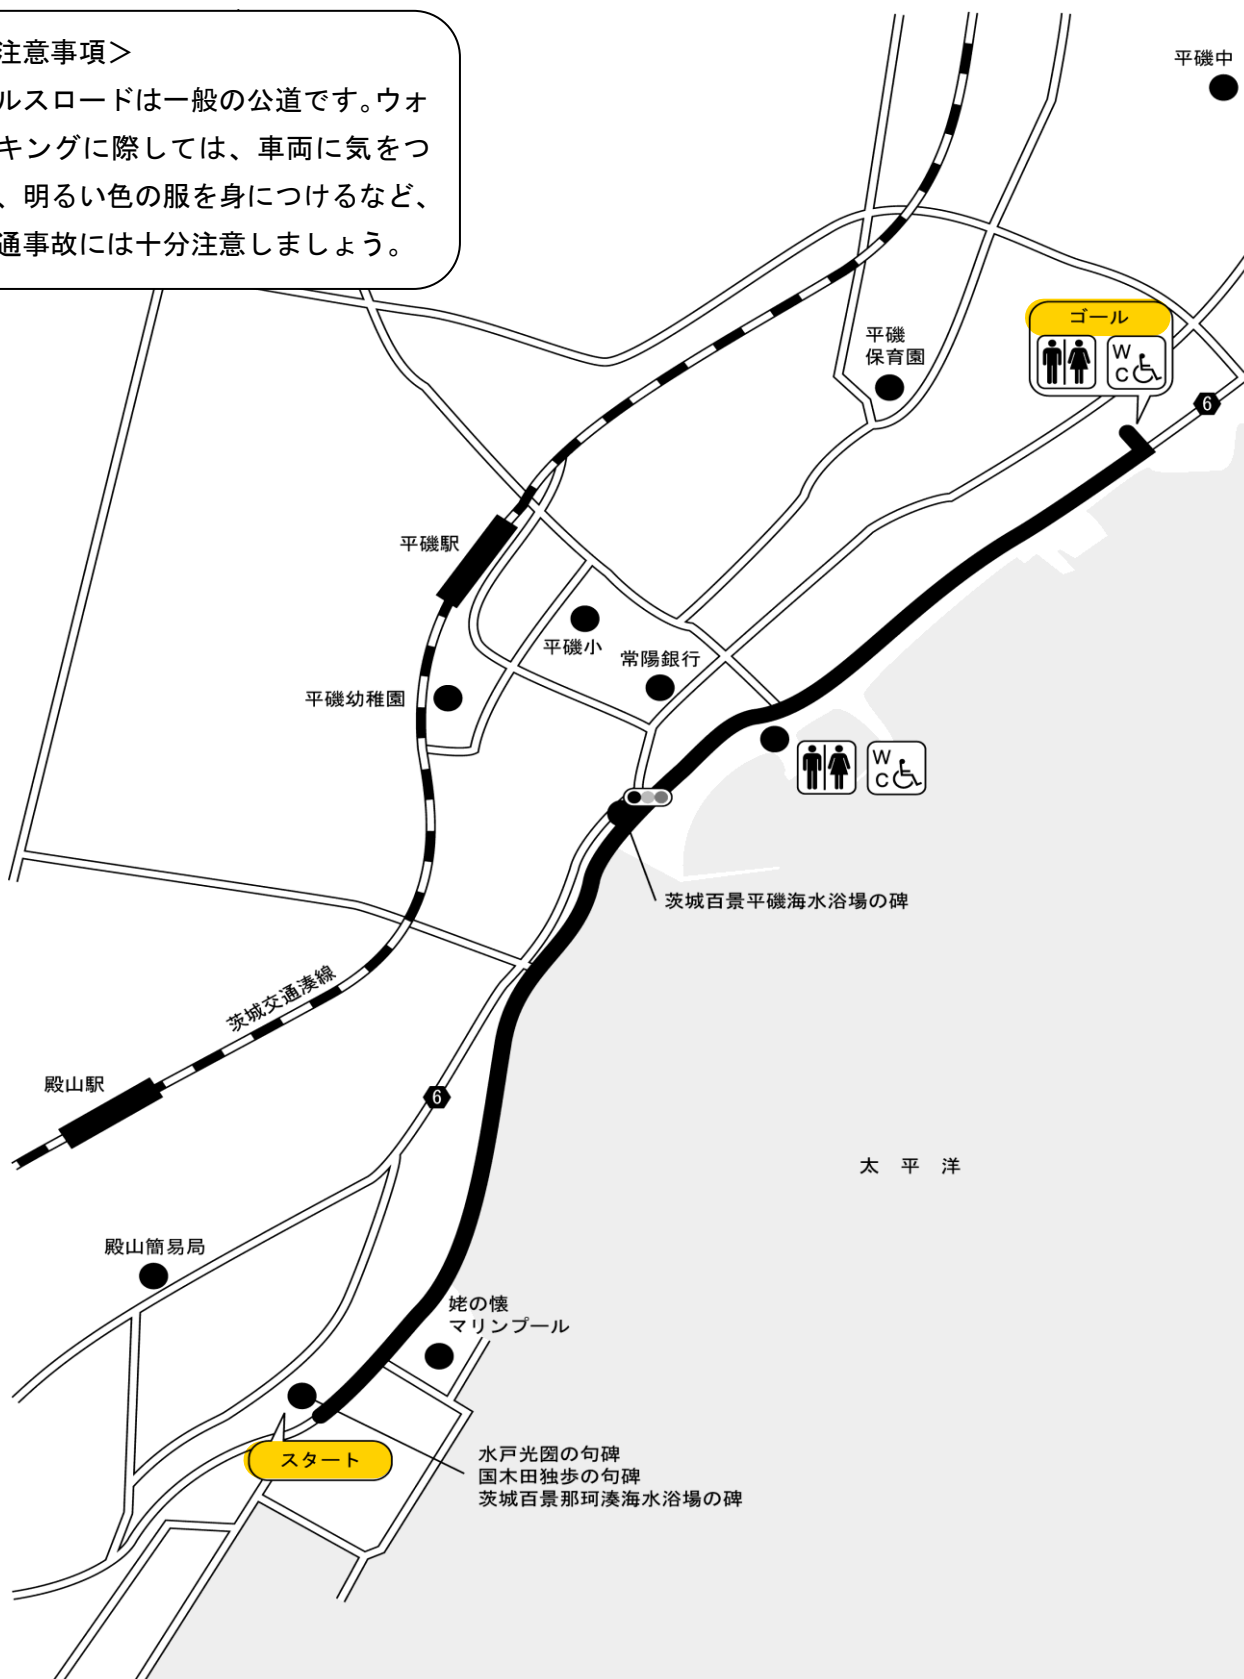 注意事項＞
ルスロードは一般の公道です。ウォ
キングに際しては、車両に気をつ
、明るい色の服を身につけるなど、
通事故には十分注意しましょう。
平磯中
ゴール
WC
平磯
保育園
6
平磯駅
平磯小
常陽銀行
平磯幼稚園
WC
茨城百景平磯海水浴場の碑
茨城交通湊線
殿山駅
6
太平洋
殿山簡易局
姥の懐
マリンプール
スタート
水戸光圀の句碑
国木田独歩の句碑
茨城百景那珂湊海水浴場の碑